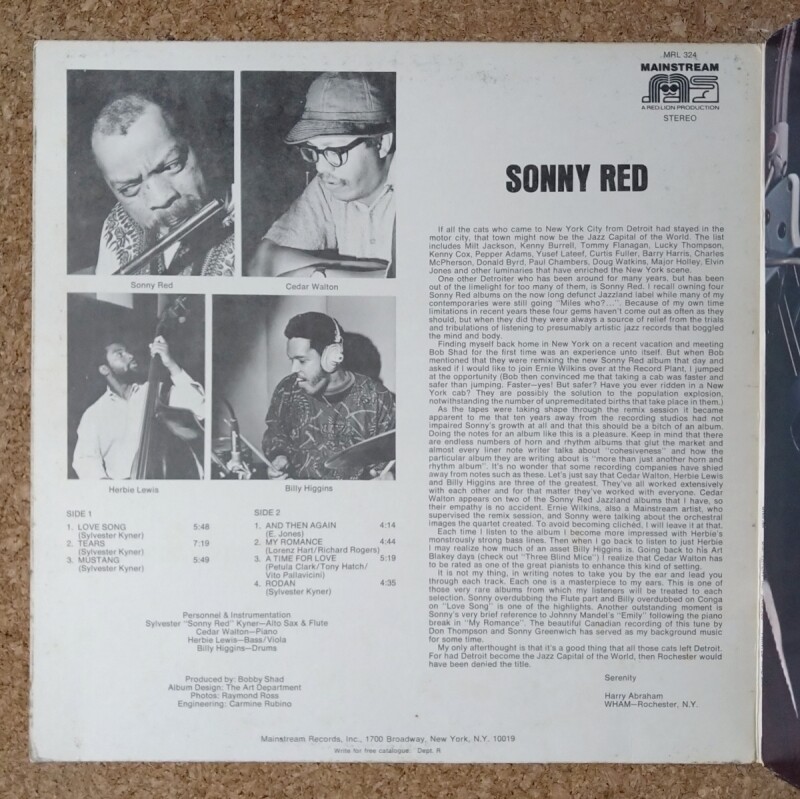 MRL 324
MAINSTREAM
MS
A RED LION PRODUCTION
STEREO
Sonny Red
Cedar Walton
Herbie Lewis
Billy Higgins
SIDE 1
1. LOVE SONG 5:48
(Sylvester Kyner)
2. TEARS 7:19
(Sylvester Kyner)
3. MUSTANG 5:49
(Sylvester Kyner)
SIDE 2
1. AND THEN AGAIN 4:14
(E. Jones)
2. MY ROMANCE 4:44
(Lorenz Hart/Richard Rogers)
3. A TIME FOR LOVE 5:19
(Petula Clark/Tony Hatch/
Vito Pallavicini)
4. RODAN 4:35
(Sylvester Kyner)
Personnel & Instrumentation
Sylvester "Sonny Red" Kyner—Alto Sax & Flute
Cedar Walton—Piano
Herbie Lewis—Bass/Viola
Billy Higgins—Drums
Produced by: Bobby Shad
Album Design: The Art Department
Photos: Raymond Ross
Engineering: Carmine Rubino
SONNY RED
If all the cats who came to New York City from Detroit had stayed in the
motor city, that town might now be the Jazz Capital of the World. The list
includes Milt Jackson, Kenny Burrell, Tommy Flanagan, Lucky Thompson,
Kenny Cox, Pepper Adams, Yusef Lateef, Curtis Fuller, Barry Harris, Charles
McPherson, Donald Byrd, Paul Chambers, Doug Watkins, Major Holley, Elvin
Jones and other luminaries that have enriched the New York scene.
One other Detroiter who has been around for many years, but has been
out of the limelight for too many of them, is Sonny Red. I recall owning four
Sonny Red albums on the now long defunct Jazzland label while many of my
contemporaries were still going "Miles who?...". Because of my own time
limitations in recent years these four gems haven't come out as often as they
should, but when they did they were always a source of relief from the trials
and tribulations of listening to presumably artistic jazz records that boggled
the mind and body.
Finding myself back home in New York on a recent vacation and meeting
Bob Shad for the first time was an experience unto itself. But when Bob
mentioned that they were remixing the new Sonny Red album that day and
asked if I would like to join Ernie Wilkins over at the Record Plant, I jumped
at the opportunity (Bob then convinced me that taking a cab was faster and
safer than jumping. Faster—yes! But safer? Have you ever ridden in a New
York cab? They are possibly the solution to the population explosion,
notwithstanding the number of unpremeditated births that take place in them.)
As the tapes were taking shape through the remix session it became
apparent to me that ten years away from the recording studios had not
impaired Sonny's growth at all and that this should be a bitch of an album.
Doing the notes for an album like this is a pleasure. Keep in mind that there
are endless numbers of horn and rhythm albums that glut the market and
almost every liner note writer talks about "cohesiveness" and how the
particular album they are writing about is "more than just another horn and
rhythm album". It's no wonder that some recording companies have shied
away from notes such as these. Let's just say that Cedar Walton, Herbie Lewis
and Billy Higgins are three of the greatest. They've all worked extensively
with each other and for that matter they've worked with everyone. Cedar
Walton appears on two of the Sonny Red Jazzland albums that I have, so
their empathy is no accident. Ernie Wilkins, also a Mainstream artist, who
supervised the remix session, and Sonny were talking about the orchestral
images the quartet created. To avoid becoming clichéd, I will leave it at that.
Each time I listen to the album I become more impressed with Herbie's
monstrously strong bass lines. Then when I go back to listen to just Herbie
I may realize how much of an asset Billy Higgins is. Going back to his Art
Blakey days (check out "Three Blind Mice") I realize that Cedar Walton has
to be rated as one of the great pianists to enhance this kind of setting.
It is not my thing, in writing notes to take you by the ear and lead you
through each track. Each one is a masterpiece to my ears. This is one of
those very rare albums from which my listeners will be treated to each
selection. Sonny overdubbing the Flute part and Billy overdubbed on Conga
on "Love Song" is one of the highlights. Another outstanding moment is
Sonny's very brief reference to Johnny Mandel's "Emily" following the piano
break in "My Romance". The beautiful Canadian recording of this tune by
Don Thompson and Sonny Greenwich has served as my background music
for some time.
My only afterthought is that it's a good thing that all those cats left Detroit.
For had Detroit become the Jazz Capital of the World, then Rochester would
have been denied the title.
Serenity
Harry Abraham
WHAM—Rochester, N.Y.
Mainstream Records, Inc., 1700 Broadway, New York, N.Y. 10019
Write for free catalogue: Dept. R